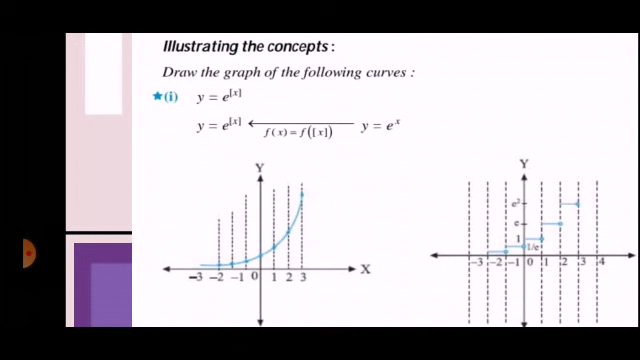 Illustrating the concepts :
Draw the graph of the following curves :
★(i) y = e^[x]
y = e^[x] ← f(x) = f([x]) y = e^x
Y
X
–3 –2 –1 0 1 2 3
Y
e²
e
1
1/e
–3 –2 –1 0 1 2 3 4